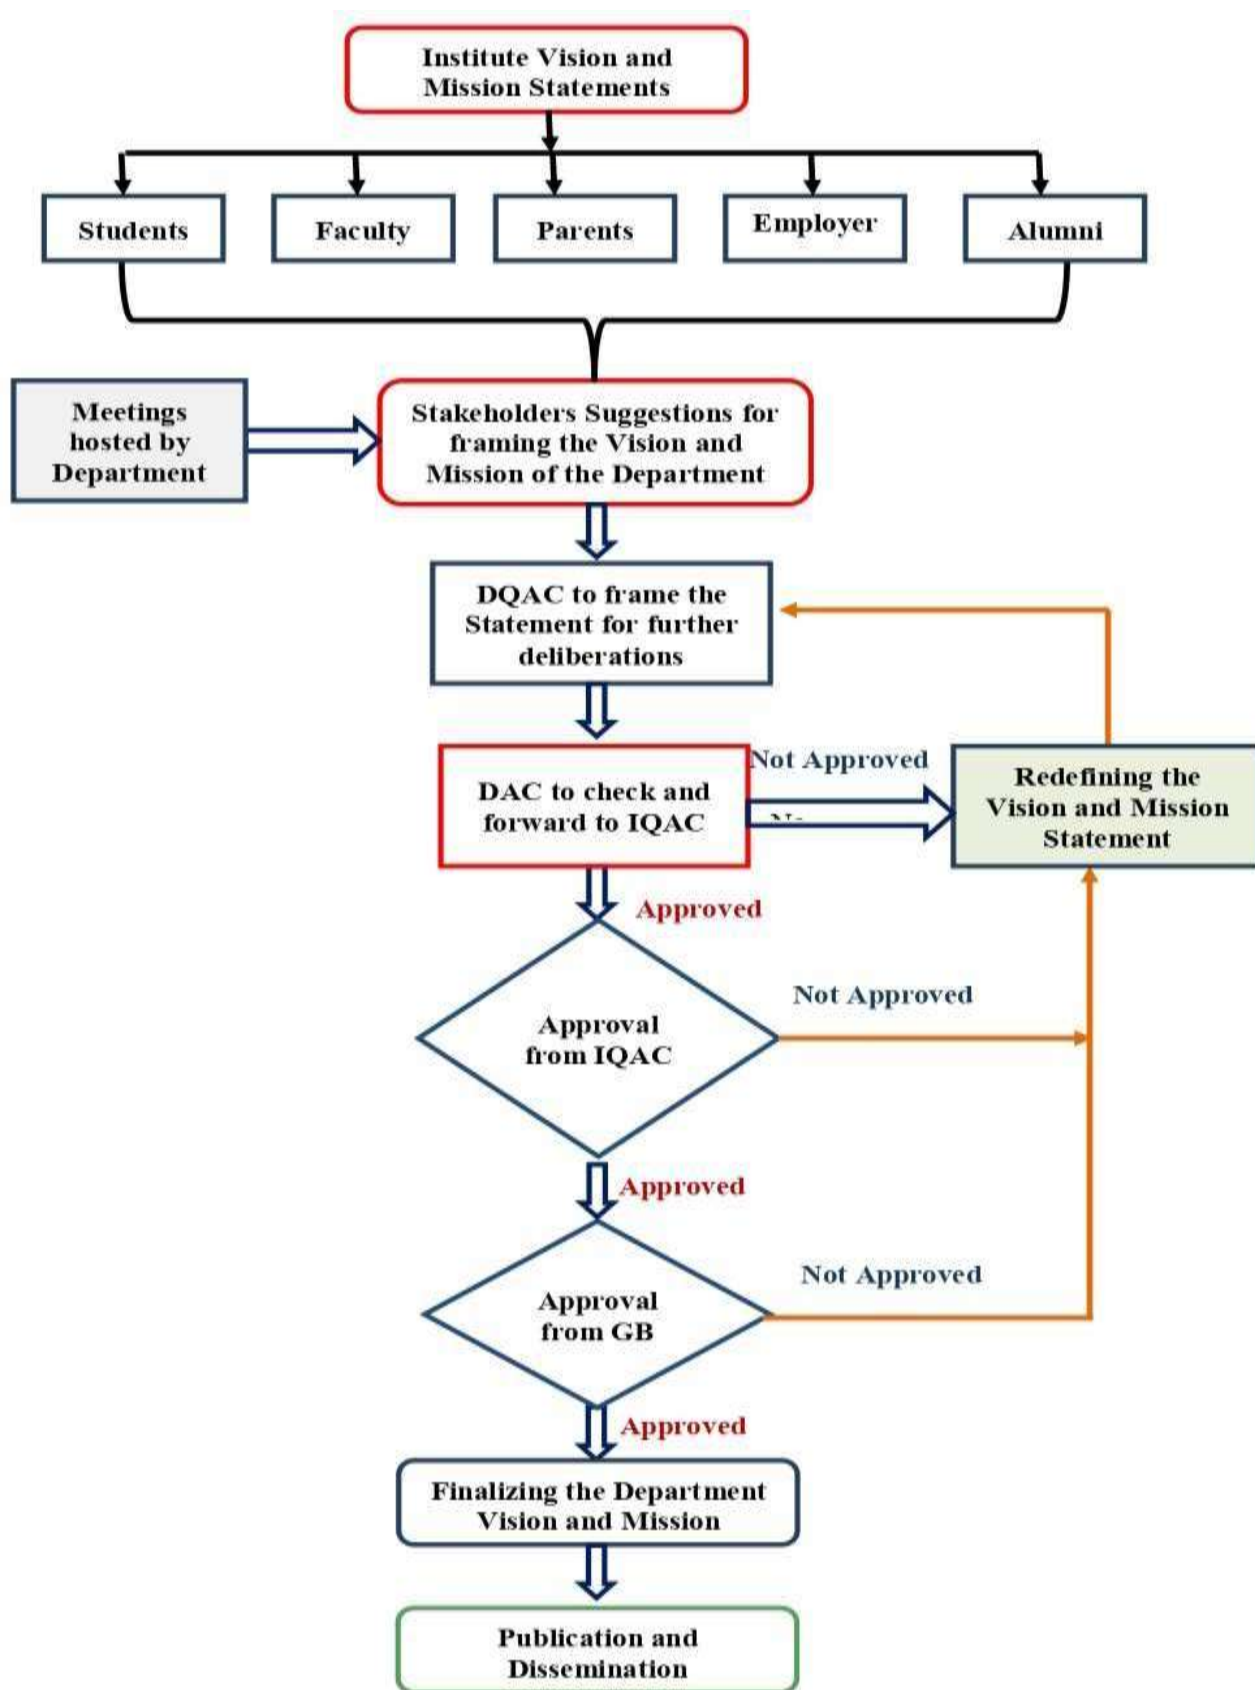 Institute Vision and
Mission Statements
Students
Faculty
Parents
Employer
Alumni
Meetings
hosted by
Department
Stakeholders Suggestions for
framing the Vision and
Mission of the Department
DQAC to frame the
Statement for further
deliberations
DAC to check and
forward to IQAC
Not Approved
Redefining the
Vision and Mission
Statement
Approved
Approval
from IQAC
Not Approved
Approved
Approval
from GB
Not Approved
Approved
Finalizing the Department
Vision and Mission
Publication and
Dissemination